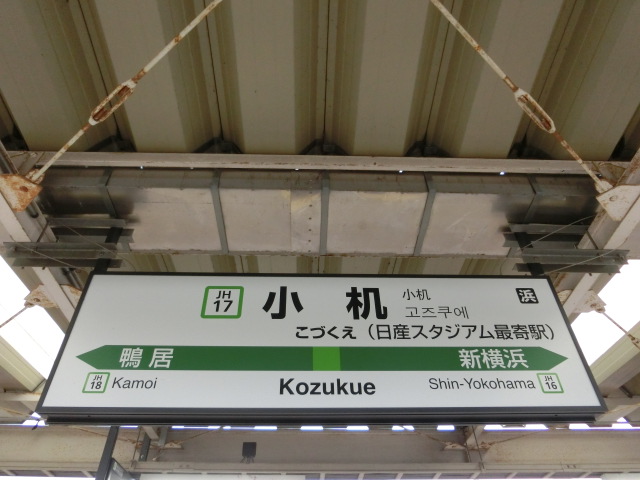 JH 17 小机 小机 浜
고즈쿠에
こづくえ（日産スタジアム最寄駅）
鴨居 新横浜
JH 18 Kamoi Kozukue Shin-Yokohama JH 16